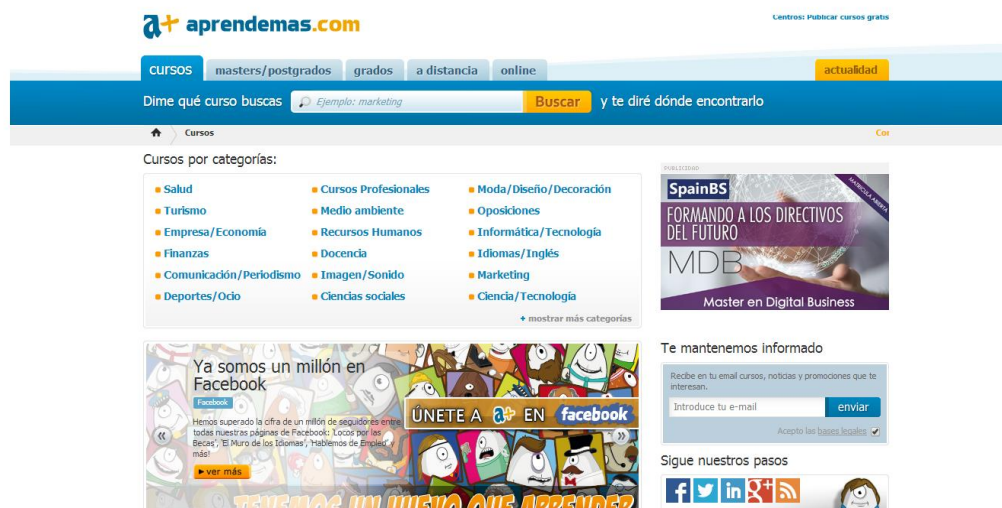 a+ aprendemas.com
Centros: Publicar cursos gratis
cursos masters/postgrados grados a distancia online actualidad
Dime qué curso buscas Ejemplo: marketing Buscar y te diré dónde encontrarlo
Cursos
Cursos por categorías:
Salud Cursos Profesionales Moda/Diseño/Decoración
Turismo Medio ambiente Oposiciones
Empresa/Economía Recursos Humanos Informática/Tecnología
Finanzas Docencia Idiomas/Inglés
Comunicación/Periodismo Imagen/Sonido Marketing
Deportes/Ocio Ciencias sociales Ciencia/Tecnología
+ mostrar más categorías
PUBLICIDAD
SpainBS
MATRICULA ABIERTA
FORMANDO A LOS DIRECTIVOS
DEL FUTURO
MDB
Master en Digital Business
Ya somos un millón en
Facebook
Facebook
Hemos superado la cifra de un millón de seguidores entre
todas nuestras páginas de Facebook: 'Locos por las
Becas', 'El Muro de los Idiomas', 'Hablemos de Empleo' y
más!
ver más
ÚNETE A a+ EN facebook
TENEMOS UN NUEVO QUE APRENDER
Te mantenemos informado
Recibe en tu email cursos, noticias y promociones que te
interesan.
Introduce tu e-mail enviar
Acepto las bases legales
Sigue nuestros pasos